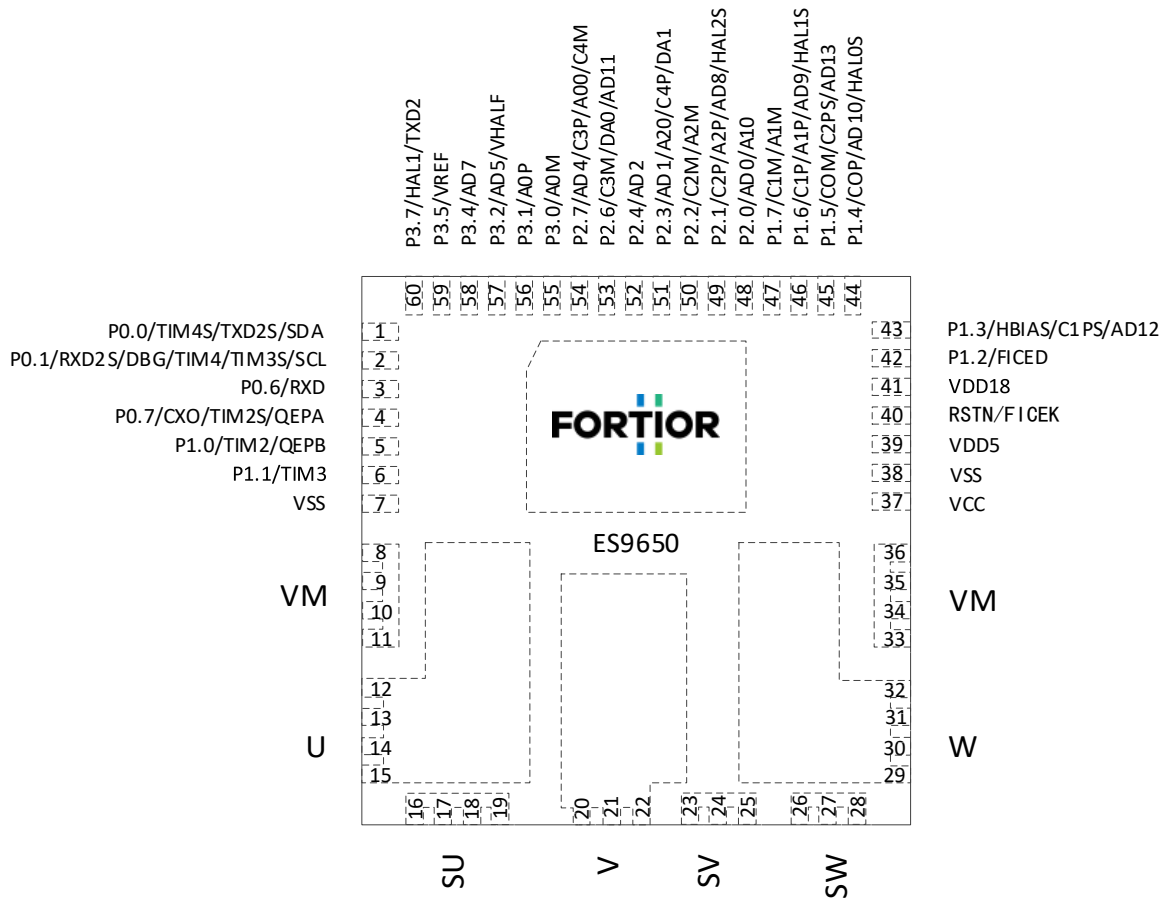 P3.7/HAL1/TXD2
P3.5/VREF
P3.4/AD7
P3.2/AD5/VHALF
P3.1/A0P
P3.0/A0M
P2.7/AD4/C3P/A00/C4M
P2.6/C3M/DA0/AD11
P2.4/AD2
P2.3/AD1/A20/C4P/DA1
P2.2/C2M/A2M
P2.1/C2P/A2P/AD8/HAL2S
P2.0/AD0/A10
P1.7/C1M/A1M
P1.6/C1P/A1P/AD9/HAL1S
P1.5/COM/C2PS/AD13
P1.4/COP/AD10/HAL0S
60
59
58
57
56
55
54
53
52
51
50
49
48
47
46
45
44
P0.0/TIM4S/TXD2S/SDA
1
P0.1/RXD2S/DBG/TIM4/TIM3S/SCL
2
P0.6/RXD
3
P0.7/CXO/TIM2S/QEPA
4
P1.0/TIM2/QEPB
5
P1.1/TIM3
6
VSS
7
43
P1.3/HBIAS/C1PS/AD12
42
P1.2/FICED
41
VDD18
40
RSTN/FICEK
39
VDD5
38
VSS
37
VCC
FORTIOR
ES9650
8
9
10
11
VM
36
35
34
33
VM
12
13
14
15
U
32
31
30
29
W
16
17
18
19
20
21
22
23
24
25
26
27
28
SU
V
SV
SW